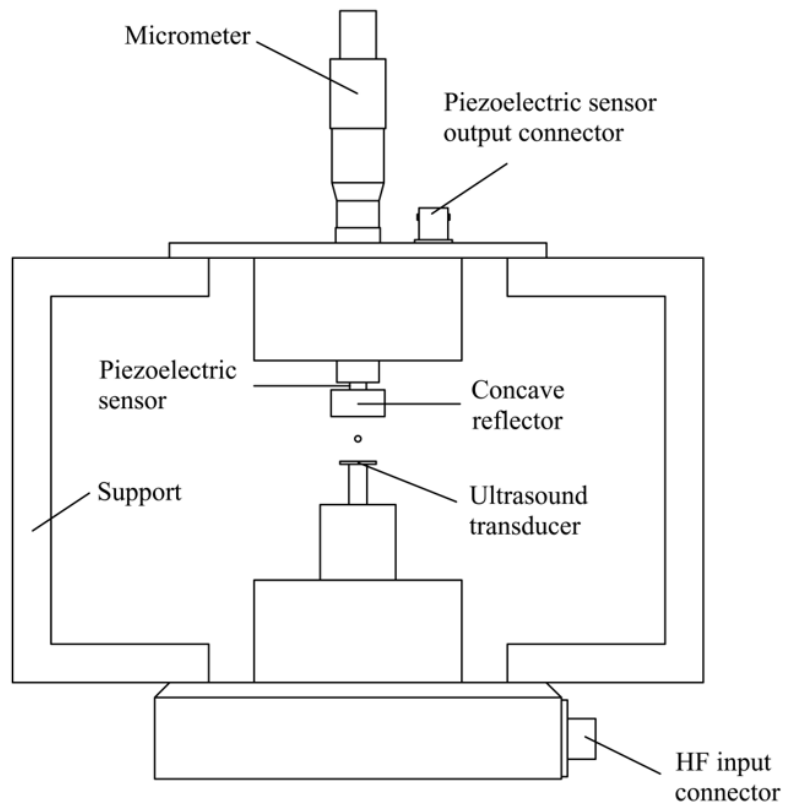 Micrometer
Piezoelectric sensor
output connector
Piezoelectric
sensor
Concave
reflector
Support
Ultrasound
transducer
HF input
connector